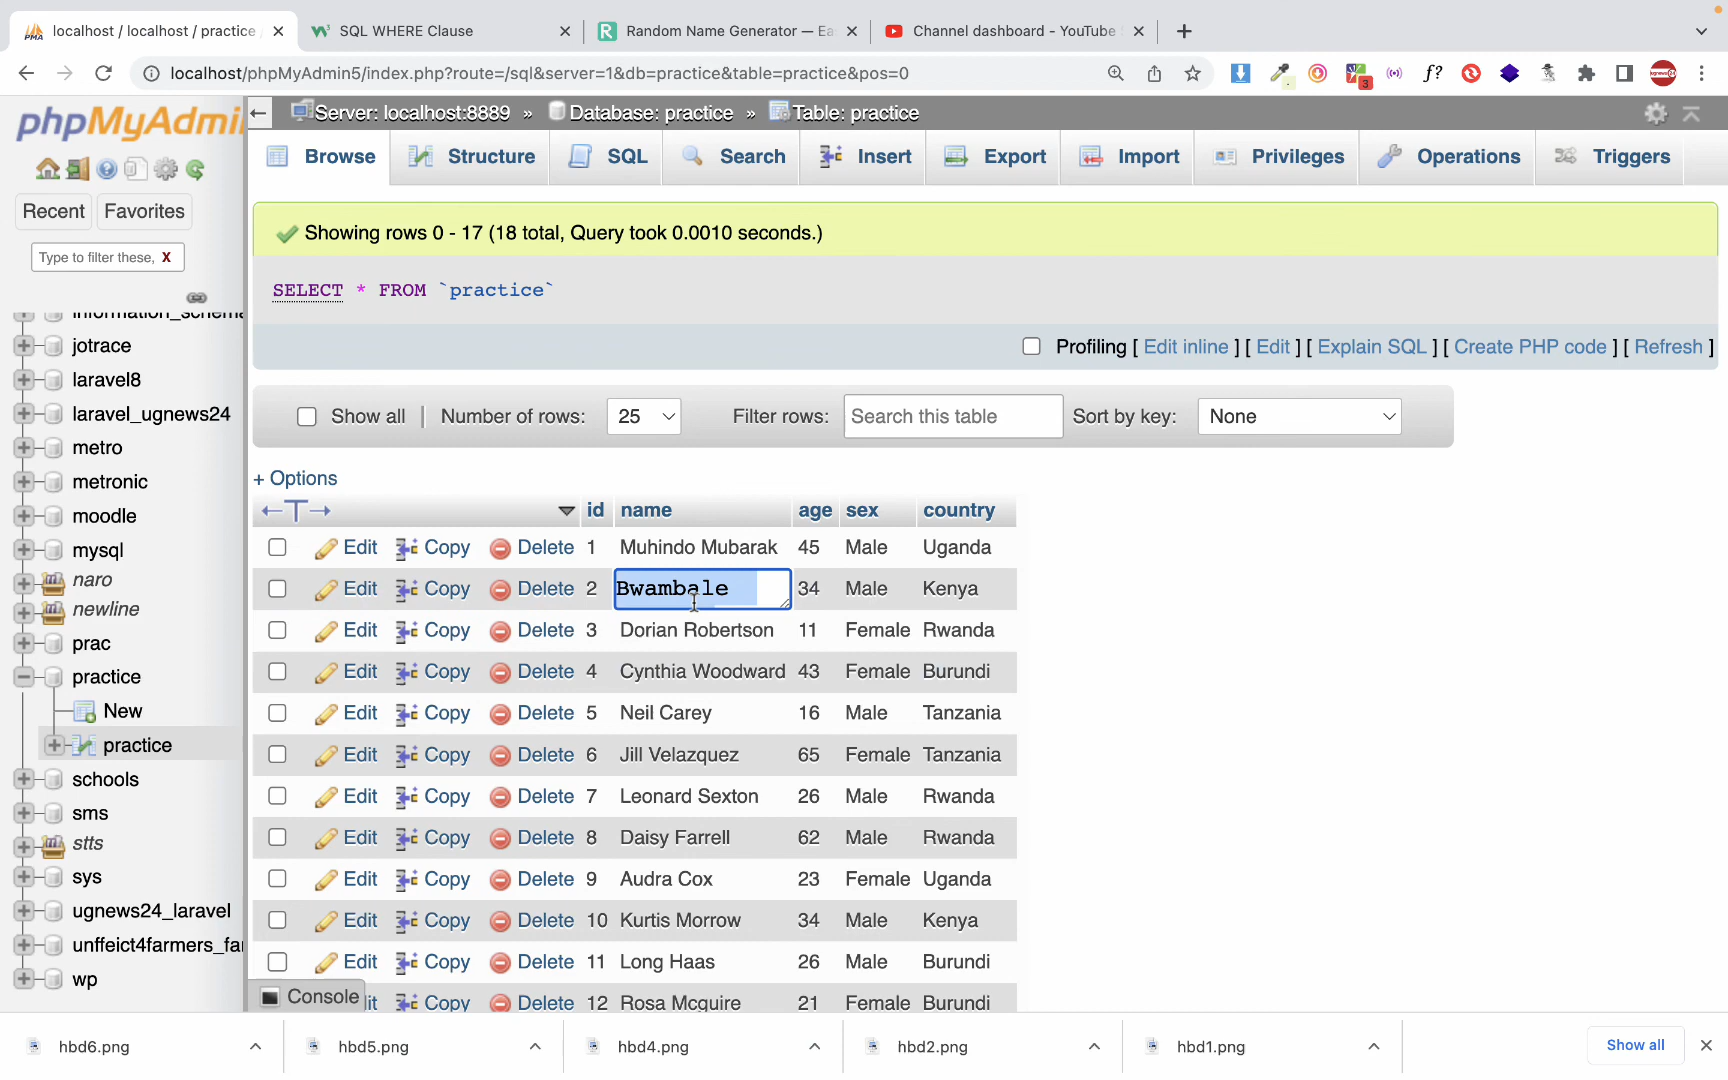 localhost / localhost / practice
SQL WHERE Clause
Random Name Generator — Ea
Channel dashboard - YouTube
localhost/phpMyAdmin5/index.php?route=/sql&server=1&db=practice&table=practice&pos=0
3
f?
phpMyAdmi
Server: localhost:8889 » Database: practice » Table: practice
Browse Structure SQL Search Insert Export Import Privileges Operations Triggers
Recent Favorites
Type to filter these, X
information_schema
jotrace
laravel8
laravel_ugnews24
metro
metronic
moodle
mysql
naro
newline
prac
practice
New
practice
schools
sms
stts
sys
ugnews24_laravel
unffeict4farmers_far
wp
Showing rows 0 - 17 (18 total, Query took 0.0010 seconds.)
SELECT * FROM `practice`
Profiling [ Edit inline ] [ Edit ] [ Explain SQL ] [ Create PHP code ] [ Refresh ]
Show all | Number of rows: 25 Filter rows: Search this table Sort by key: None
+ Options
←T→ id name age sex country
Edit Copy Delete 1 Muhindo Mubarak 45 Male Uganda
Edit Copy Delete 2 Bwambale 34 Male Kenya
Edit Copy Delete 3 Dorian Robertson 11 Female Rwanda
Edit Copy Delete 4 Cynthia Woodward 43 Female Burundi
Edit Copy Delete 5 Neil Carey 16 Male Tanzania
Edit Copy Delete 6 Jill Velazquez 65 Female Tanzania
Edit Copy Delete 7 Leonard Sexton 26 Male Rwanda
Edit Copy Delete 8 Daisy Farrell 62 Male Rwanda
Edit Copy Delete 9 Audra Cox 23 Female Uganda
Edit Copy Delete 10 Kurtis Morrow 34 Male Kenya
Edit Copy Delete 11 Long Haas 26 Male Burundi
Console it Copy Delete 12 Rosa Mcguire 21 Female Burundi
hbd6.png
hbd5.png
hbd4.png
hbd2.png
hbd1.png
Show all